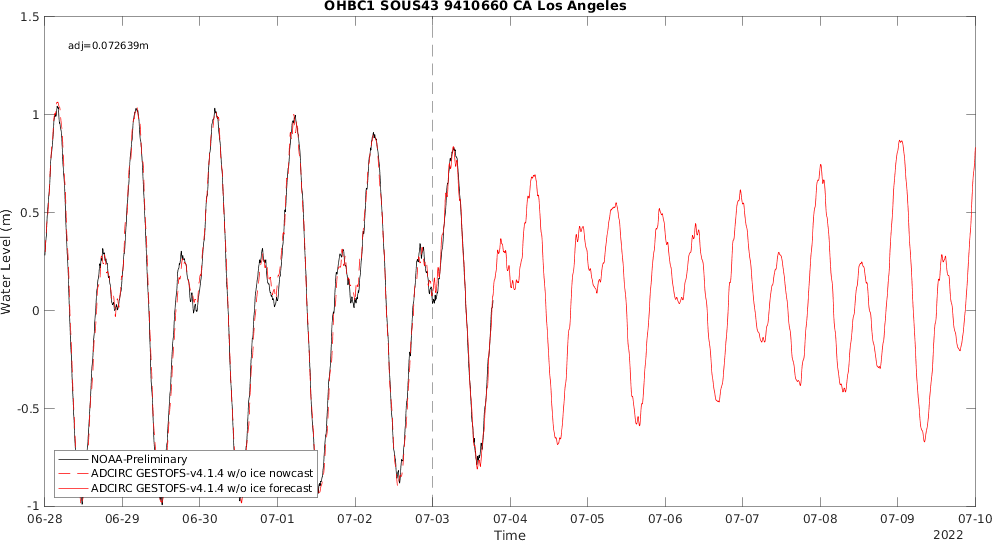 OHBC1 SOUS43 9410660 CA Los Angeles
adj=0.072639m
1.5
1
0.5
0
-0.5
-1
Water Level (m)
NOAA-Preliminary
ADCIRC GESTOFS-v4.1.4 w/o ice nowcast
ADCIRC GESTOFS-v4.1.4 w/o ice forecast
06-28 06-29 06-30 07-01 07-02 07-03 07-04 07-05 07-06 07-07 07-08 07-09 07-10
Time
2022